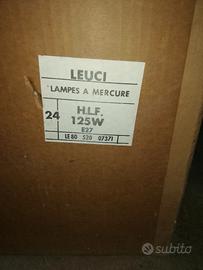 LEUCI
LAMPES A MERCURE
24
H.L.F.
125W
E27
LE 80 520 07371
subito